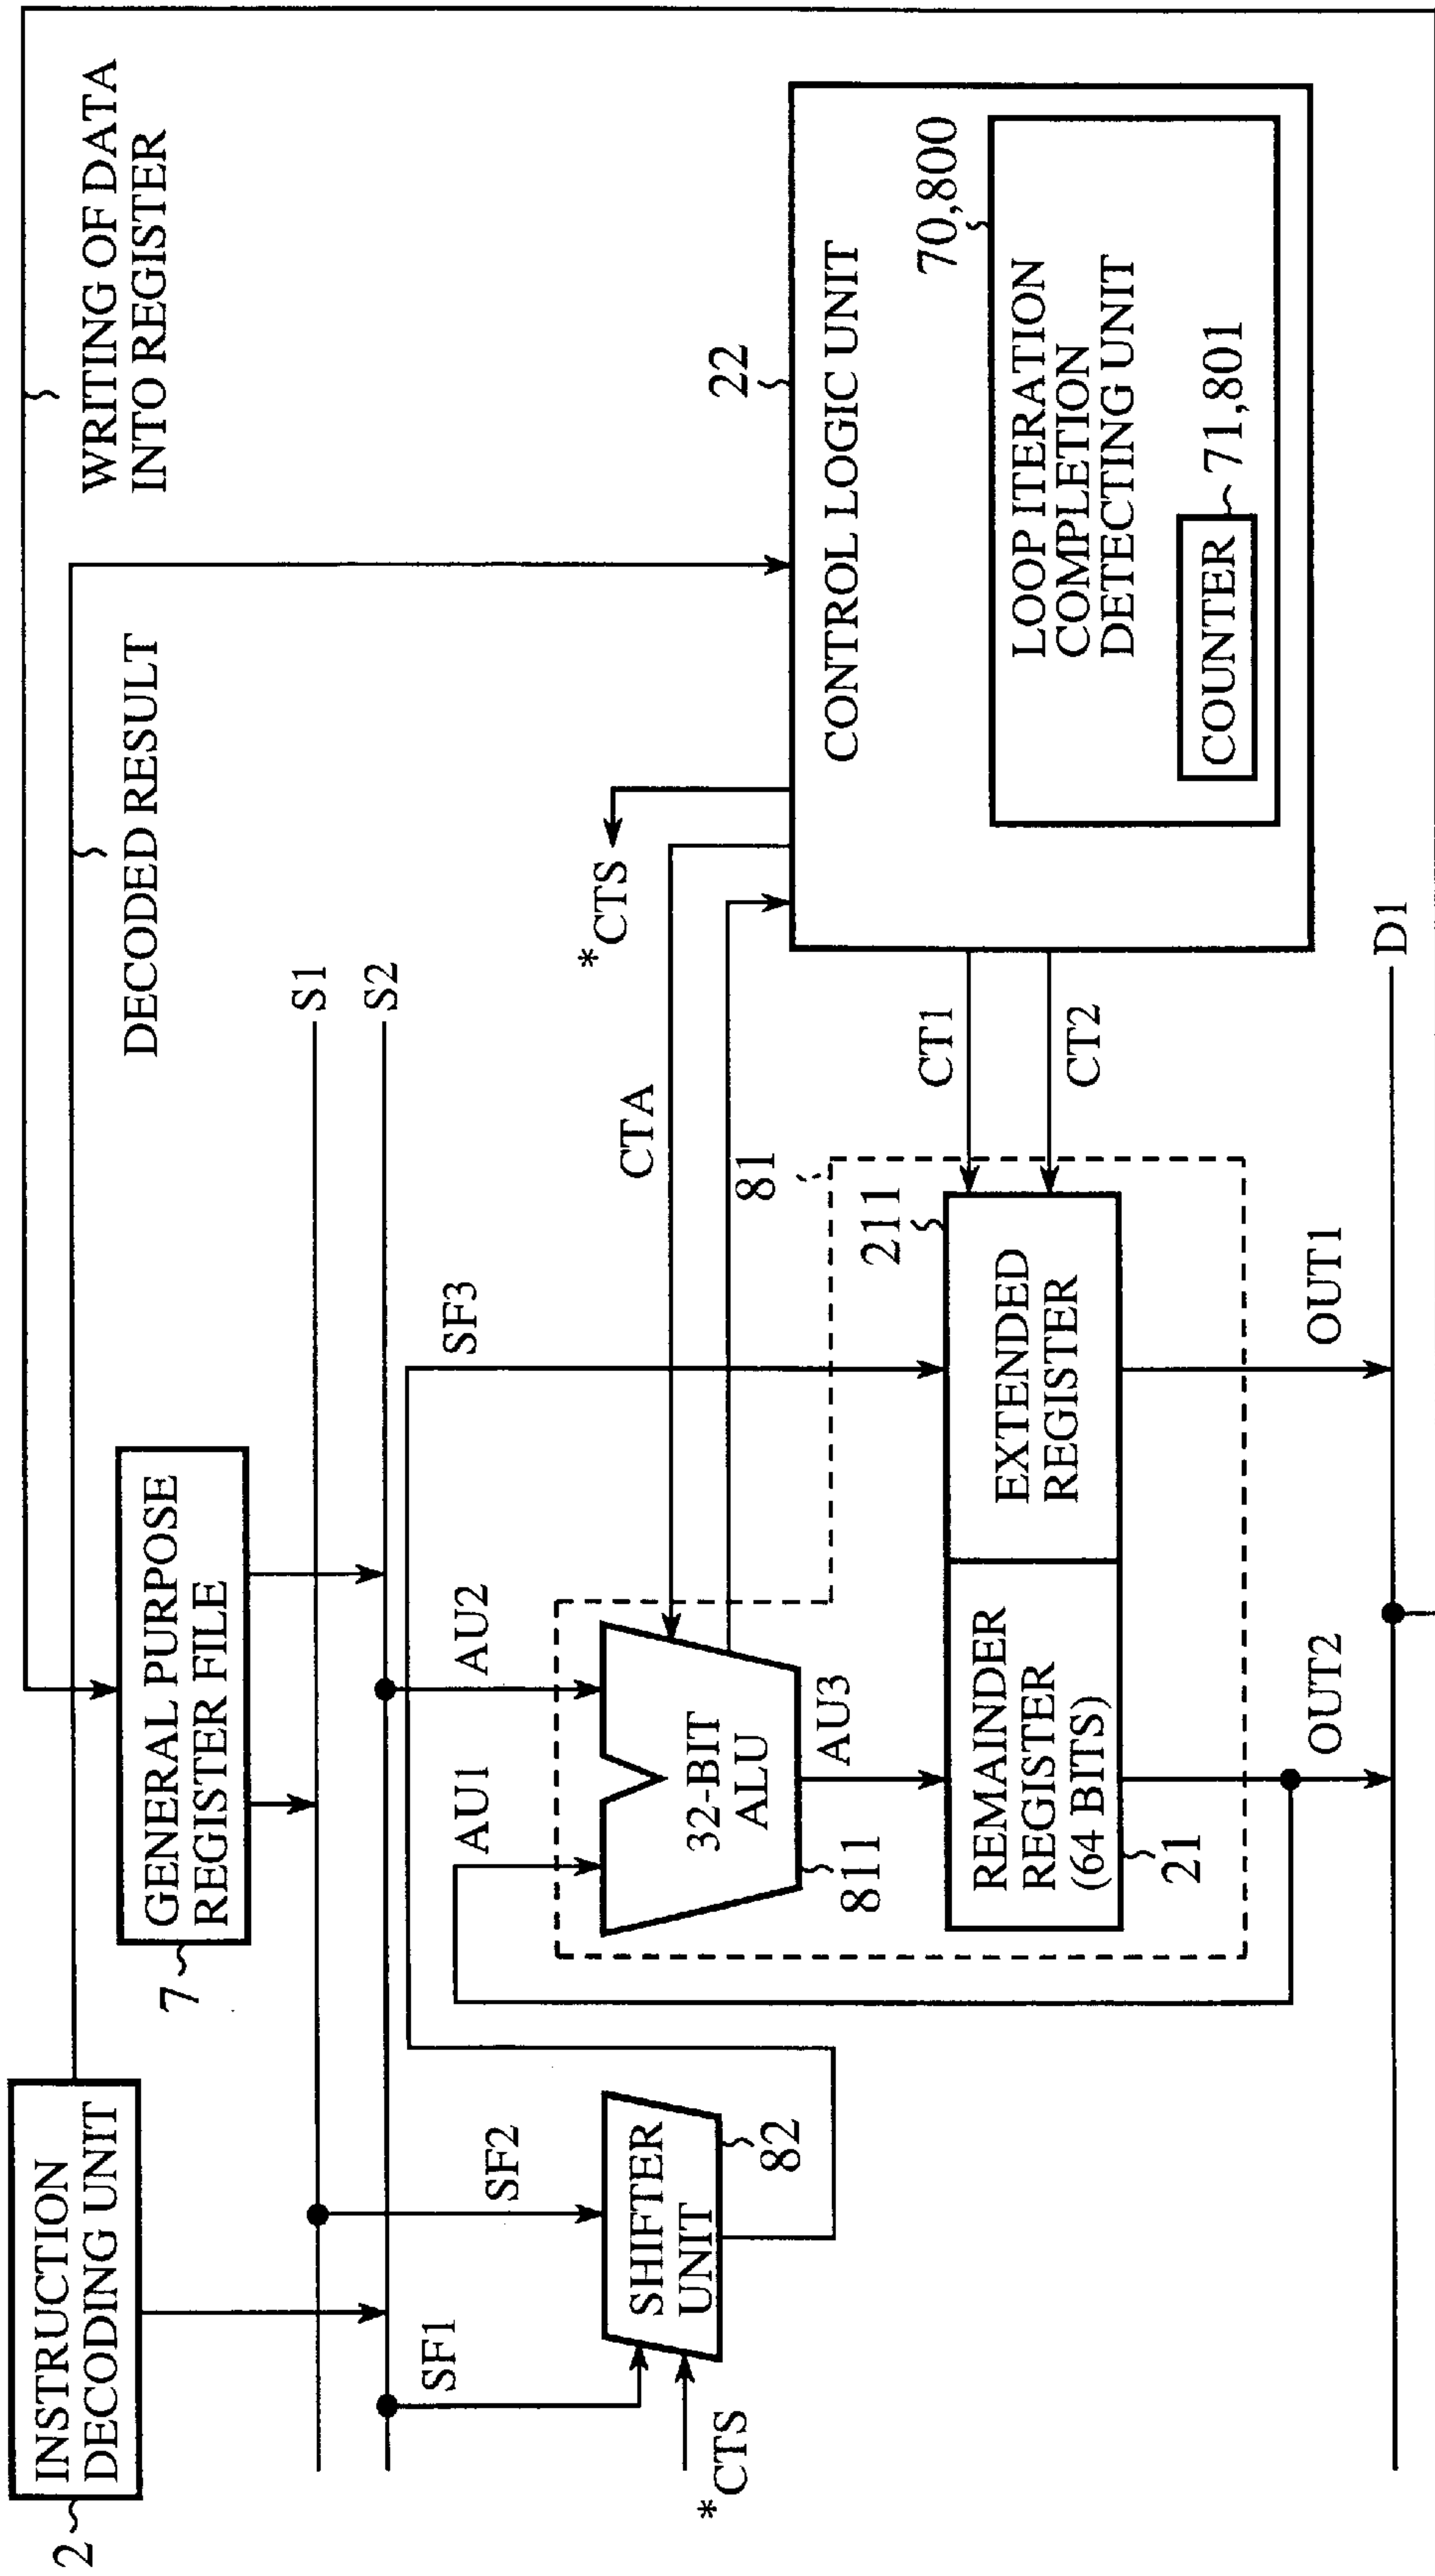 WRITING OF DATA
INTO REGISTER
DECODED RESULT
INSTRUCTION
DECODING UNIT
2
GENERAL PURPOSE
REGISTER FILE
7
S1
S2
SF1
SF2
SF3
SHIFTER
UNIT
82
*CTS
AU1
AU2
32-BIT
ALU
811
AU3
81
CTA
*CTS
22
CONTROL LOGIC UNIT
70,800
LOOP ITERATION
COMPLETION
DETECTING UNIT
COUNTER
71,801
CT1
CT2
211
REMAINDER
REGISTER
(64 BITS)
21
EXTENDED
REGISTER
OUT2
OUT1
D1